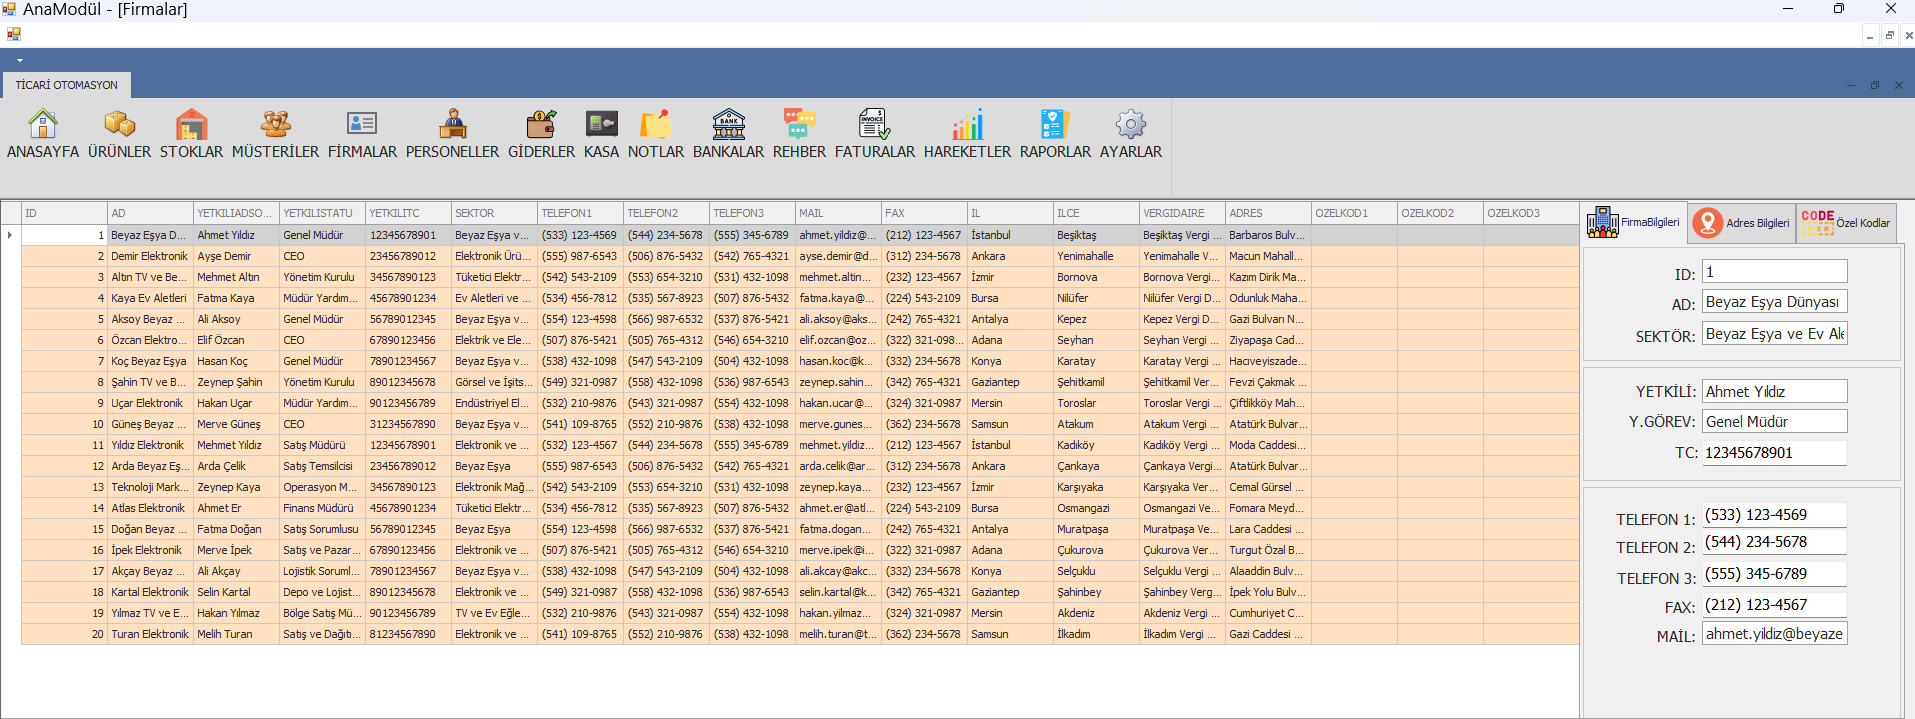 AnaModül - [Firmalar]
TİCARİ OTOMASYON
ANASAYFA ÜRÜNLER STOKLAR MÜSTERİLER FİRMALAR PERSONELLER GİDERLER KASA NOTLAR BANKALAR REHBER FATURALAR HAREKETLER RAPORLAR AYARLAR
BANK
INVOICE
ID AD YETKILIADSO... YETKILISTATU YETKILITC SEKTOR TELEFON1 TELEFON2 TELEFON3 MAIL FAX IL ILCE VERGIDAIRE ADRES OZELKOD1 OZELKOD2 OZELKOD3
1 Beyaz Eşya D... Ahmet Yıldız Genel Müdür 12345678901 Beyaz Eşya v... (533) 123-4569 (544) 234-5678 (555) 345-6789 ahmet.yildiz@... (212) 123-4567 İstanbul Beşiktaş Beşiktaş Vergi ... Barbaros Bulv...
2 Demir Elektronik Ayşe Demir CEO 23456789012 Elektronik Ürü... (555) 987-6543 (506) 876-5432 (542) 765-4321 ayse.demir@d... (312) 234-5678 Ankara Yenimahalle Yenimahalle V... Macun Mahall...
3 Altın TV ve Be... Mehmet Altın Yönetim Kurulu 34567890123 Tüketici Elektr... (542) 543-2109 (553) 654-3210 (531) 432-1098 mehmet.altin... (232) 123-4567 İzmir Bornova Bornova Vergi... Kazım Dirik Ma...
4 Kaya Ev Aletleri Fatma Kaya Müdür Yardım... 45678901234 Ev Aletleri ve ... (534) 456-7812 (535) 567-8923 (507) 876-5432 fatma.kaya@... (224) 543-2109 Bursa Nilüfer Nilüfer Vergi D... Odunluk Maha...
5 Aksoy Beyaz ... Ali Aksoy Genel Müdür 56789012345 Beyaz Eşya v... (554) 123-4598 (566) 987-6532 (537) 876-5421 ali.aksoy@aks... (242) 765-4321 Antalya Kepez Kepez Vergi D... Gazi Bulvarı N...
6 Özcan Elektro... Elif Özcan CEO 67890123456 Elektrik ve Ele... (507) 876-5421 (505) 765-4312 (546) 654-3210 elif.ozcan@oz... (322) 321-098... Adana Seyhan Seyhan Vergi ... Ziyapaşa Cad...
7 Koç Beyaz Eşya Hasan Koç Genel Müdür 78901234567 Beyaz Eşya v... (538) 432-1098 (547) 543-2109 (504) 432-1098 hasan.koc@k... (332) 234-5678 Konya Karatay Karatay Vergi ... Hacıveyiszade...
8 Şahin TV ve B... Zeynep Şahin Yönetim Kurulu 89012345678 Görsel ve İşits... (549) 321-0987 (558) 432-1098 (536) 987-6543 zeynep.sahin... (342) 765-4321 Gaziantep Şehitkamil Şehitkamil Ver... Fevzi Çakmak ...
9 Uçar Elektronik Hakan Uçar Müdür Yardım... 90123456789 Endüstriyel El... (532) 210-9876 (543) 321-0987 (554) 432-1098 hakan.ucar@... (324) 321-0987 Mersin Toroslar Toroslar Vergi ... Çiftlikköy Mah...
10 Güneş Beyaz ... Merve Güneş CEO 31234567890 Beyaz Eşya v... (541) 109-8765 (552) 210-9876 (538) 432-1098 merve.gunes... (362) 234-5678 Samsun Atakum Atakum Vergi ... Atatürk Bulvar...
11 Yıldız Elektronik Mehmet Yıldız Satış Müdürü 12345678901 Elektronik ve ... (532) 123-4567 (544) 234-5678 (555) 345-6789 mehmet.yildiz... (212) 123-4567 İstanbul Kadıköy Kadıköy Vergi ... Moda Caddesi...
12 Arda Beyaz Eş... Arda Çelik Satış Temsilcisi 23456789012 Beyaz Eşya (555) 987-6543 (506) 876-5432 (542) 765-4321 arda.celik@ar... (312) 234-5678 Ankara Çankaya Çankaya Vergi... Atatürk Bulvar...
13 Teknoloji Mark... Zeynep Kaya Operasyon M... 34567890123 Elektronik Mağ... (542) 543-2109 (553) 654-3210 (531) 432-1098 zeynep.kaya... (232) 123-4567 İzmir Karşıyaka Karşıyaka Ver... Cemal Gürsel ...
14 Atlas Elektronik Ahmet Er Finans Müdürü 45678901234 Tüketici Elektr... (534) 456-7812 (535) 567-8923 (507) 876-5432 ahmet.er@atl... (224) 543-2109 Bursa Osmangazi Osmangazi Ve... Fomara Meyd...
15 Doğan Beyaz ... Fatma Doğan Satış Sorumlusu 56789012345 Beyaz Eşya (554) 123-4598 (566) 987-6532 (537) 876-5421 fatma.dogan... (242) 765-4321 Antalya Muratpaşa Muratpaşa Ve... Lara Caddesi ...
16 İpek Elektronik Merve İpek Satış ve Pazar... 67890123456 Elektronik ve ... (507) 876-5421 (505) 765-4312 (546) 654-3210 merve.ipek@i... (322) 321-0987 Adana Çukurova Çukurova Ver... Turgut Özal B...
17 Akçay Beyaz ... Ali Akçay Lojistik Soruml... 78901234567 Beyaz Eşya v... (538) 432-1098 (547) 543-2109 (504) 432-1098 ali.akcay@akc... (332) 234-5678 Konya Selçuklu Selçuklu Vergi ... Alaaddin Bulv...
18 Kartal Elektronik Selin Kartal Depo ve Lojist... 89012345678 Elektronik ve ... (549) 321-0987 (558) 432-1098 (536) 987-6543 selin.kartal@k... (342) 765-4321 Gaziantep Şahinbey Şahinbey Verg... İpek Yolu Bulv...
19 Yılmaz TV ve E... Hakan Yılmaz Bölge Satış Mü... 90123456789 TV ve Ev Eğle... (532) 210-9876 (543) 321-0987 (554) 432-1098 hakan.yilmaz... (324) 321-0987 Mersin Akdeniz Akdeniz Vergi ... Cumhuriyet C...
20 Turan Elektronik Melih Turan Satış ve Dağıtı... 81234567890 Elektronik ve ... (541) 109-8765 (552) 210-9876 (538) 432-1098 melih.turan@t... (362) 234-5678 Samsun İlkadım İlkadım Vergi ... Gazi Caddesi ...
FirmaBilgileri Adres Bilgileri CODE Özel Kodlar
ID: 1
AD: Beyaz Eşya Dünyası
SEKTÖR: Beyaz Eşya ve Ev Ale
YETKİLİ: Ahmet Yıldız
Y.GÖREV: Genel Müdür
TC: 12345678901
TELEFON 1: (533) 123-4569
TELEFON 2: (544) 234-5678
TELEFON 3: (555) 345-6789
FAX: (212) 123-4567
MAİL: ahmet.yildiz@beyaze